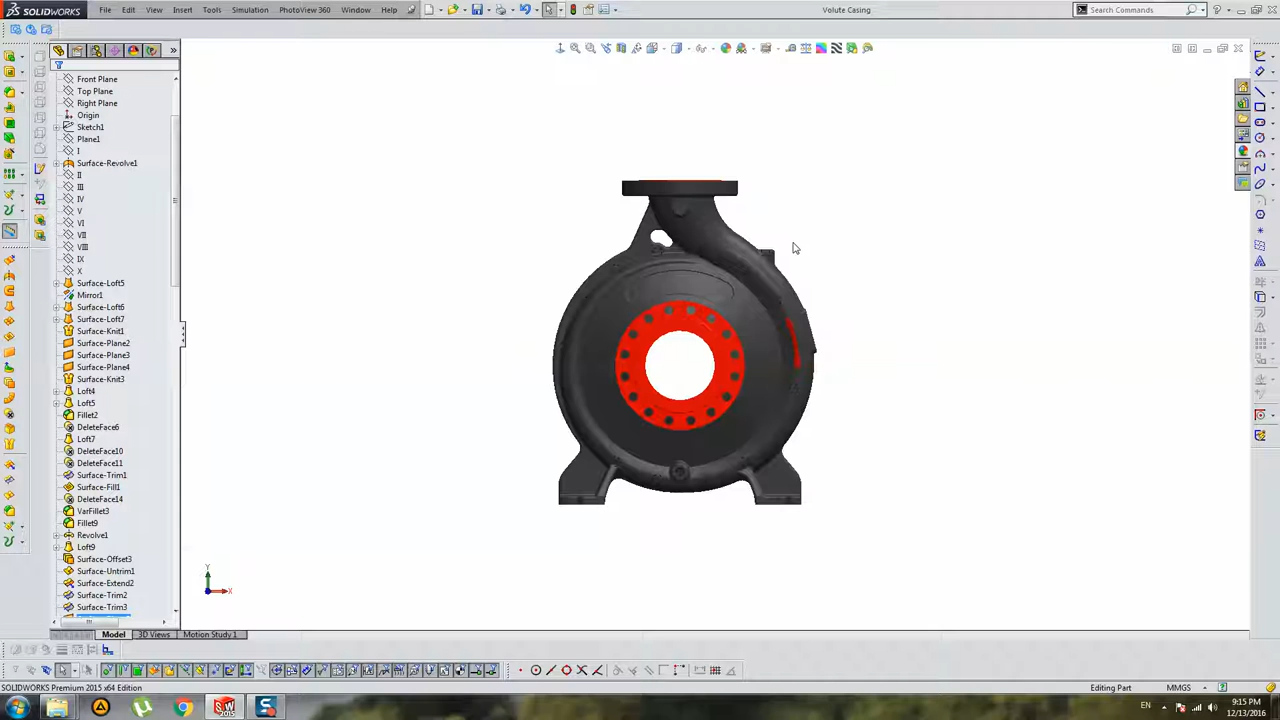 SOLIDWORKS
File Edit View Insert Tools Simulation PhotoView 360 Window Help
Volute Casing
Search Commands
Front Plane
Top Plane
Right Plane
Origin
Sketch1
Plane1
I
Surface-Revolve1
II
III
IV
V
VI
VII
VIII
IX
X
Surface-Loft5
Mirror1
Surface-Loft6
Surface-Loft7
Surface-Knit1
Surface-Plane2
Surface-Plane3
Surface-Plane4
Surface-Knit3
Loft4
Loft5
Fillet2
DeleteFace6
Loft7
DeleteFace10
DeleteFace11
Surface-Trim1
Surface-Fill1
DeleteFace14
VarFillet3
Fillet9
Revolve1
Loft9
Surface-Offset3
Surface-Untrim1
Surface-Extend2
Surface-Trim2
Surface-Trim3
Y
X
Model 3D Views Motion Study 1
SOLIDWORKS Premium 2015 x64 Edition
Editing Part
MMGS
EN
9:15 PM
12/13/2016